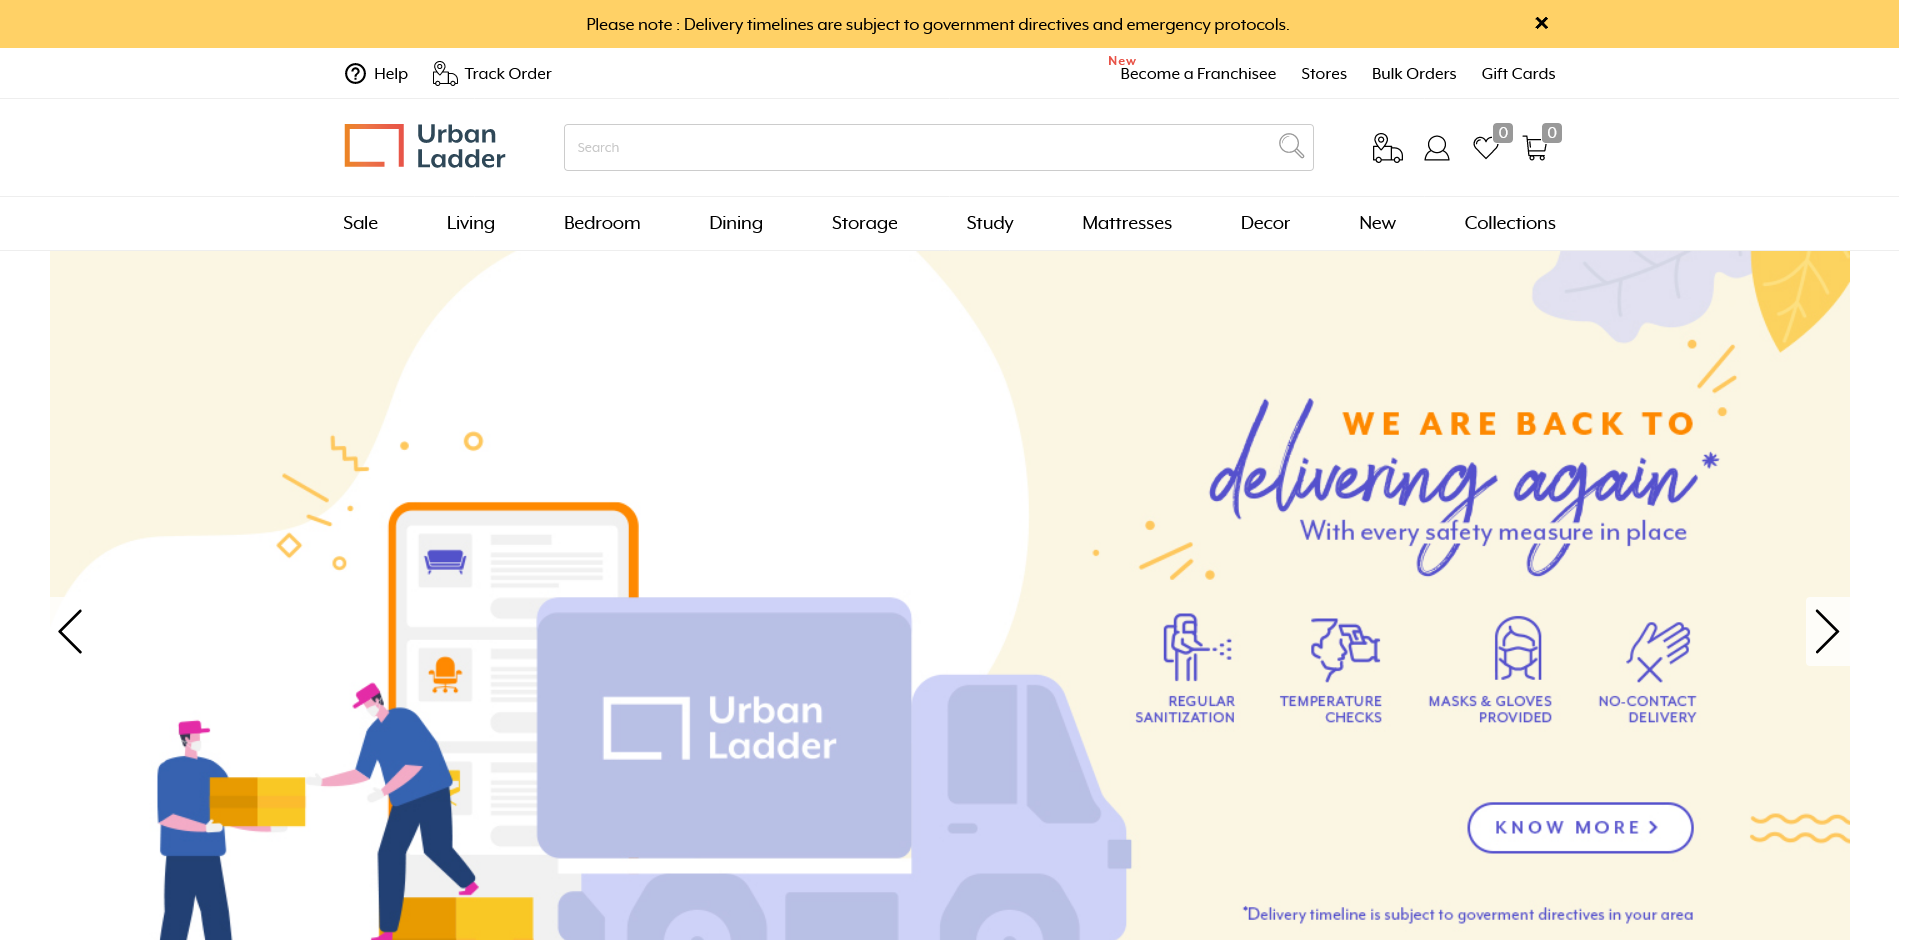 Please note : Delivery timelines are subject to government directives and emergency protocols.
Help
Track Order
New
Become a Franchisee
Stores
Bulk Orders
Gift Cards
Urban
Ladder
Search
0
0
Sale
Living
Bedroom
Dining
Storage
Study
Mattresses
Decor
New
Collections
WE ARE BACK TO
delivering again*
With every safety measure in place
REGULAR
SANITIZATION
TEMPERATURE
CHECKS
MASKS & GLOVES
PROVIDED
NO-CONTACT
DELIVERY
Urban
Ladder
KNOW MORE
*Delivery timeline is subject to goverment directives in your area